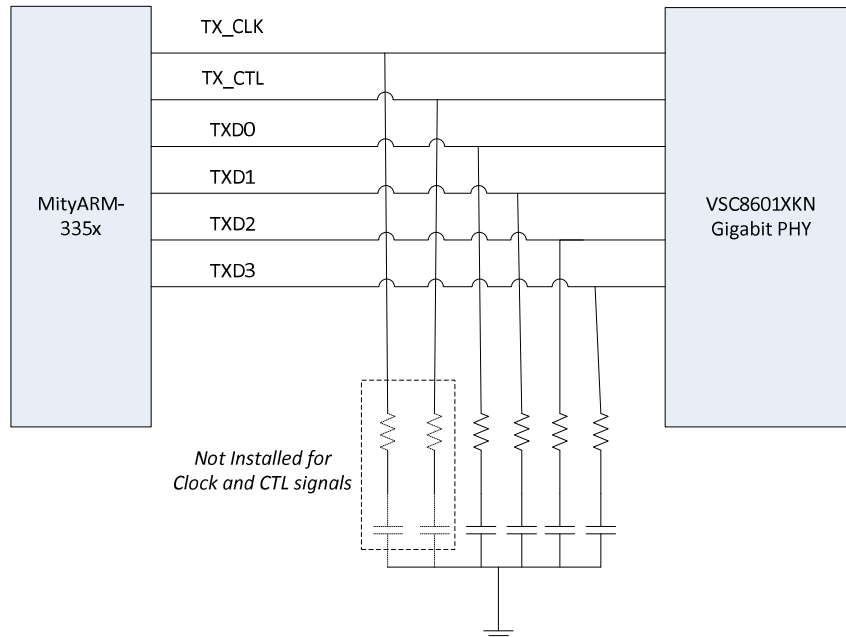 TX_CLK
TX_CTL
TXD0
TXD1
TXD2
TXD3
MityARM-
335x
VSC8601XKN
Gigabit PHY
Not Installed for
Clock and CTL signals